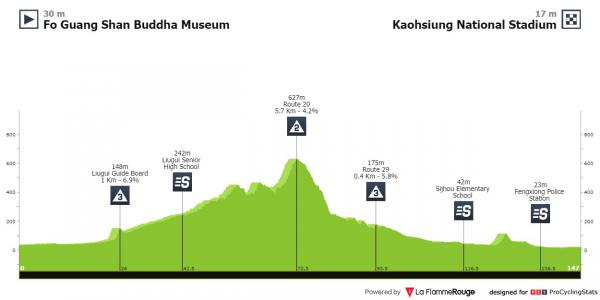 30 m
Fo Guang Shan Buddha Museum
17 m
Kaohsiung National Stadium
627m
Route 20
5.7 Km - 4.2%
2
242m
Liugui Senior
High School
S
148m
Liugui Guide Board
1 Km - 6.9%
3
175m
Route 29
0.4 Km - 5.8%
3
42m
Sijhou Elementary
School
S
23m
Fengxiong Police
Station
S
800
800
600
600
400
400
200
200
0
0
0
26
42.5
72.5
93.5
116.5
136.5
147
Powered by
La FlammeRouge
designed for
PCS
ProCyclingStats